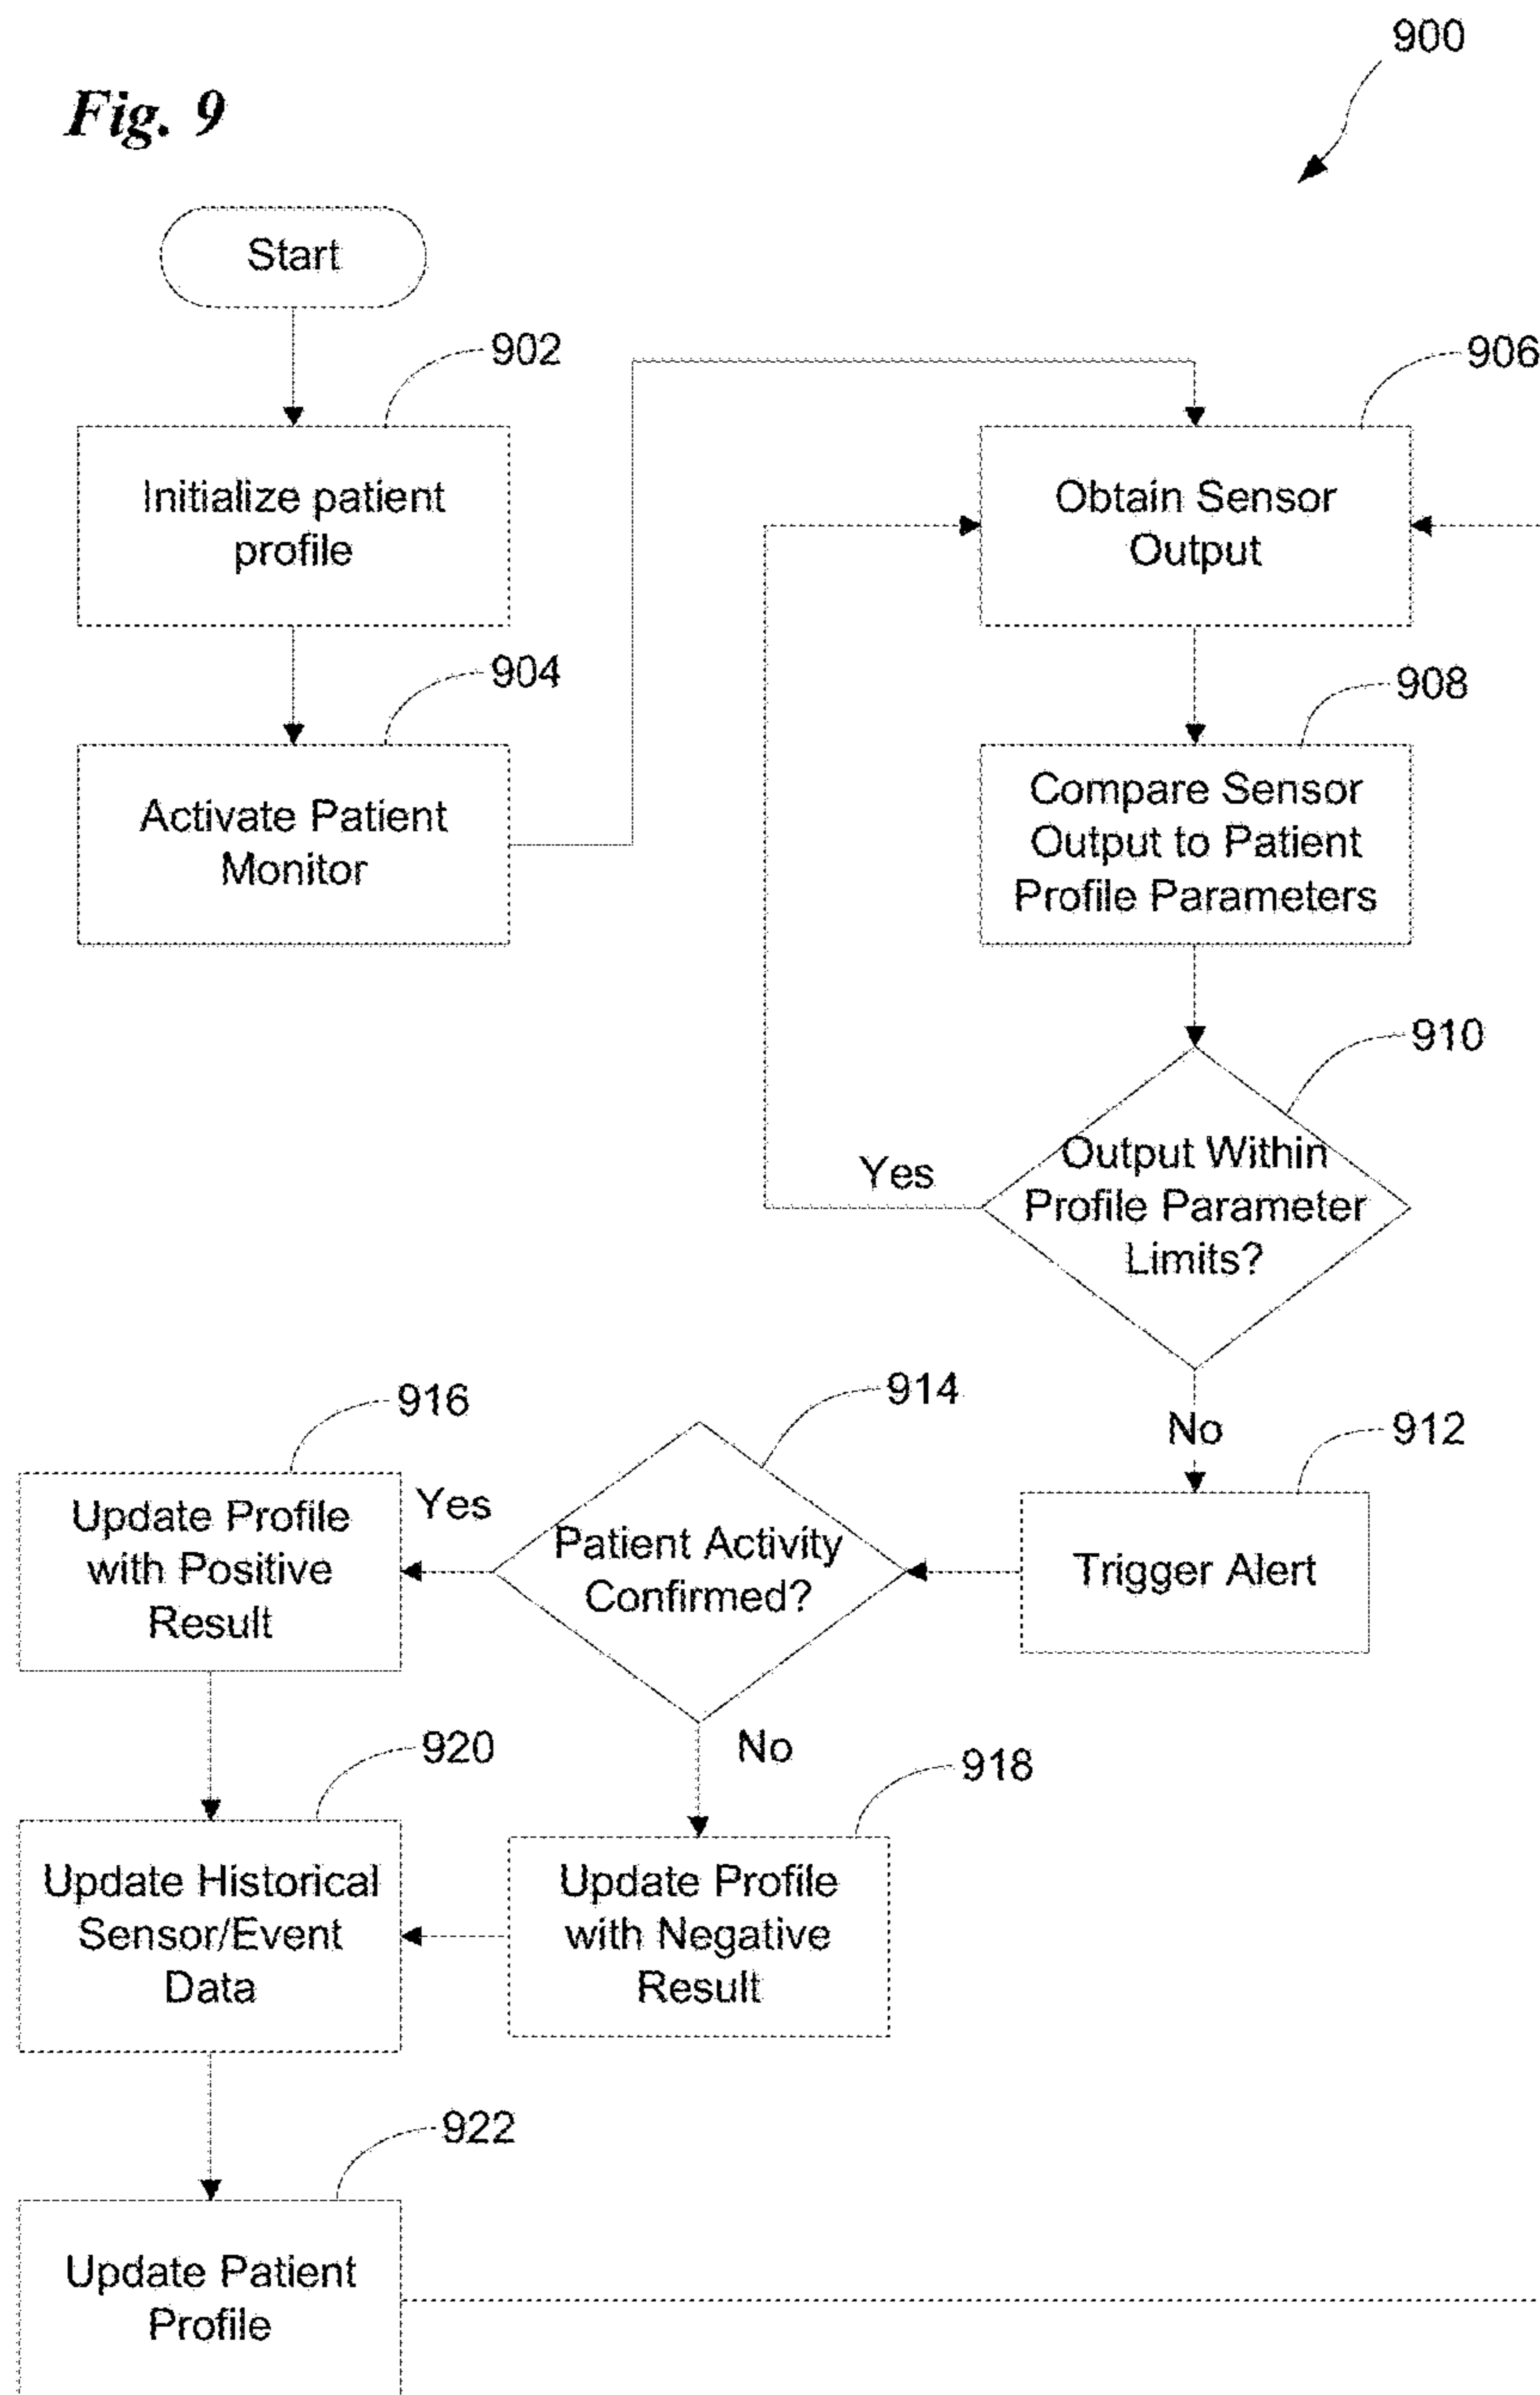 900
Fig. 9
Start
902
Initialize patient
profile
904
Activate Patient
Monitor
906
Obtain Sensor
Output
908
Compare Sensor
Output to Patient
Profile Parameters
910
Output Within
Profile Parameter
Limits?
Yes
No
912
Trigger Alert
914
Patient Activity
Confirmed?
Yes
916
Update Profile
with Positive
Result
No
918
Update Profile
with Negative
Result
920
Update Historical
Sensor/Event
Data
922
Update Patient
Profile